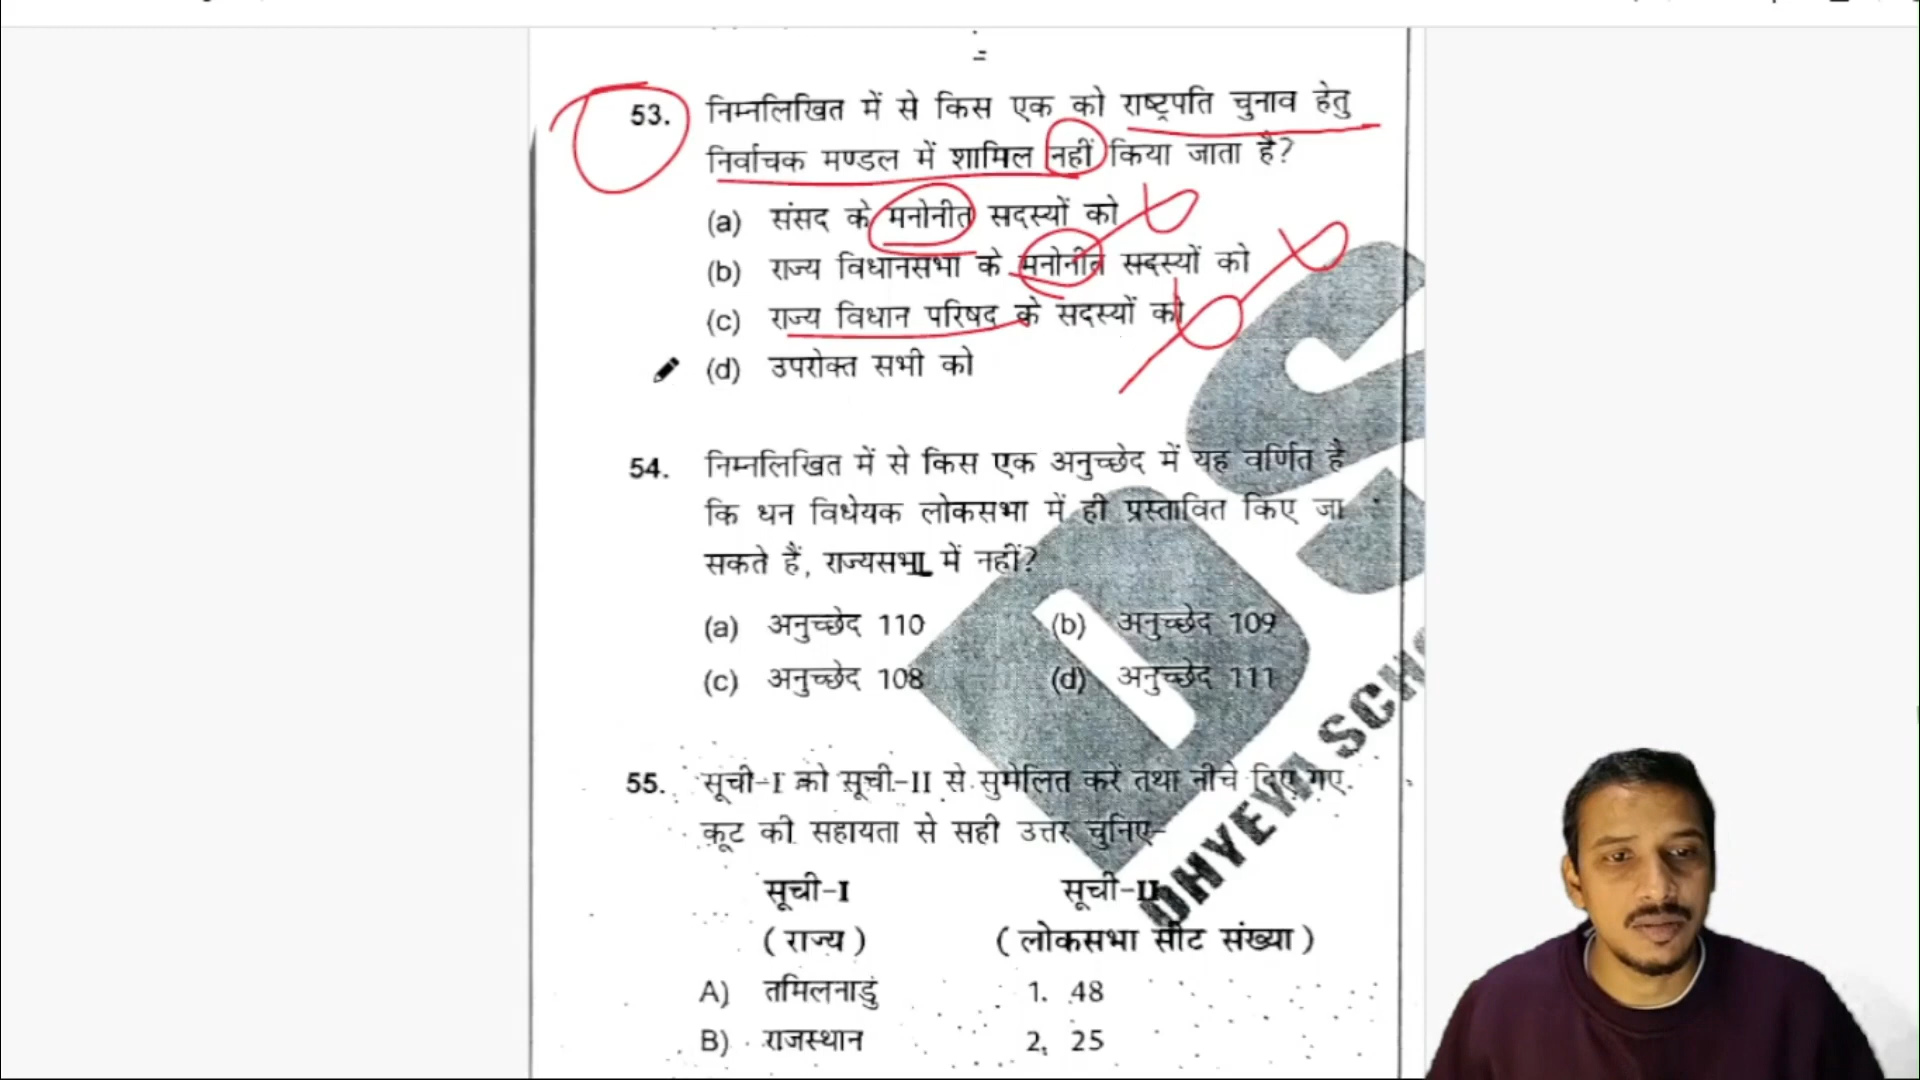 53. निम्नलिखित में से किस एक को राष्ट्रपति चुनाव हेतु
निर्वाचक मण्डल में शामिल नहीं किया जाता है?
(a) संसद के मनोनीत सदस्यों को
(b) राज्य विधानसभा के मनोनीत सदस्यों को
(c) राज्य विधान परिषद के सदस्यों को
(d) उपरोक्त सभी को
54. निम्नलिखित में से किस एक अनुच्छेद में यह वर्णित है
कि धन विधेयक लोकसभा में ही प्रस्तावित किए जा
सकते हैं, राज्यसभा में नहीं?
(a) अनुच्छेद 110 (b) अनुच्छेद 109
(c) अनुच्छेद 108 (d) अनुच्छेद 111
55. सूची-I को सूची-II से सुमेलित करें तथा नीचे दिए गए
कूट की सहायता से सही उत्तर चुनिए-
सूची-I सूची-II
(राज्य) (लोकसभा सीट संख्या)
A) तमिलनाडु 1. 48
B) राजस्थान 2. 25
DHYEYA